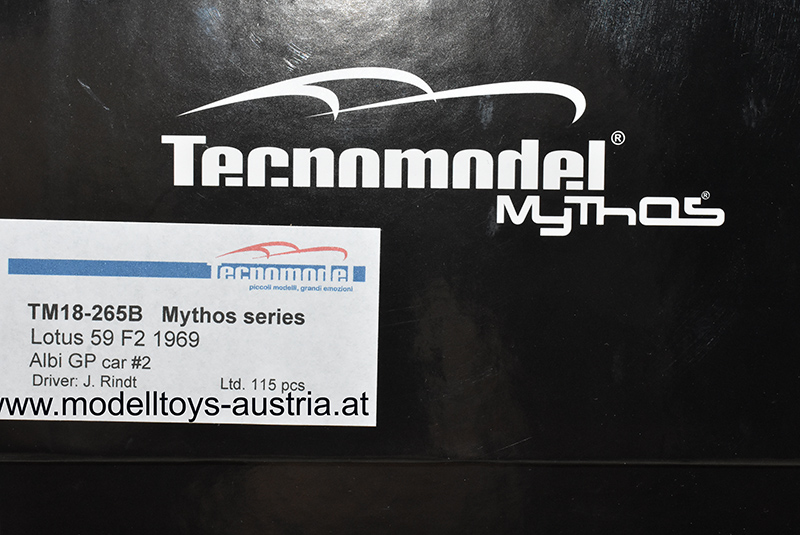 Tecnomodel®
MyThOS®
Tecnomodel
piccoli modelli, grandi emozioni
TM18-265B Mythos series
Lotus 59 F2 1969
Albi GP car #2
Driver: J. Rindt Ltd. 115 pcs
www.modelltoys-austria.at